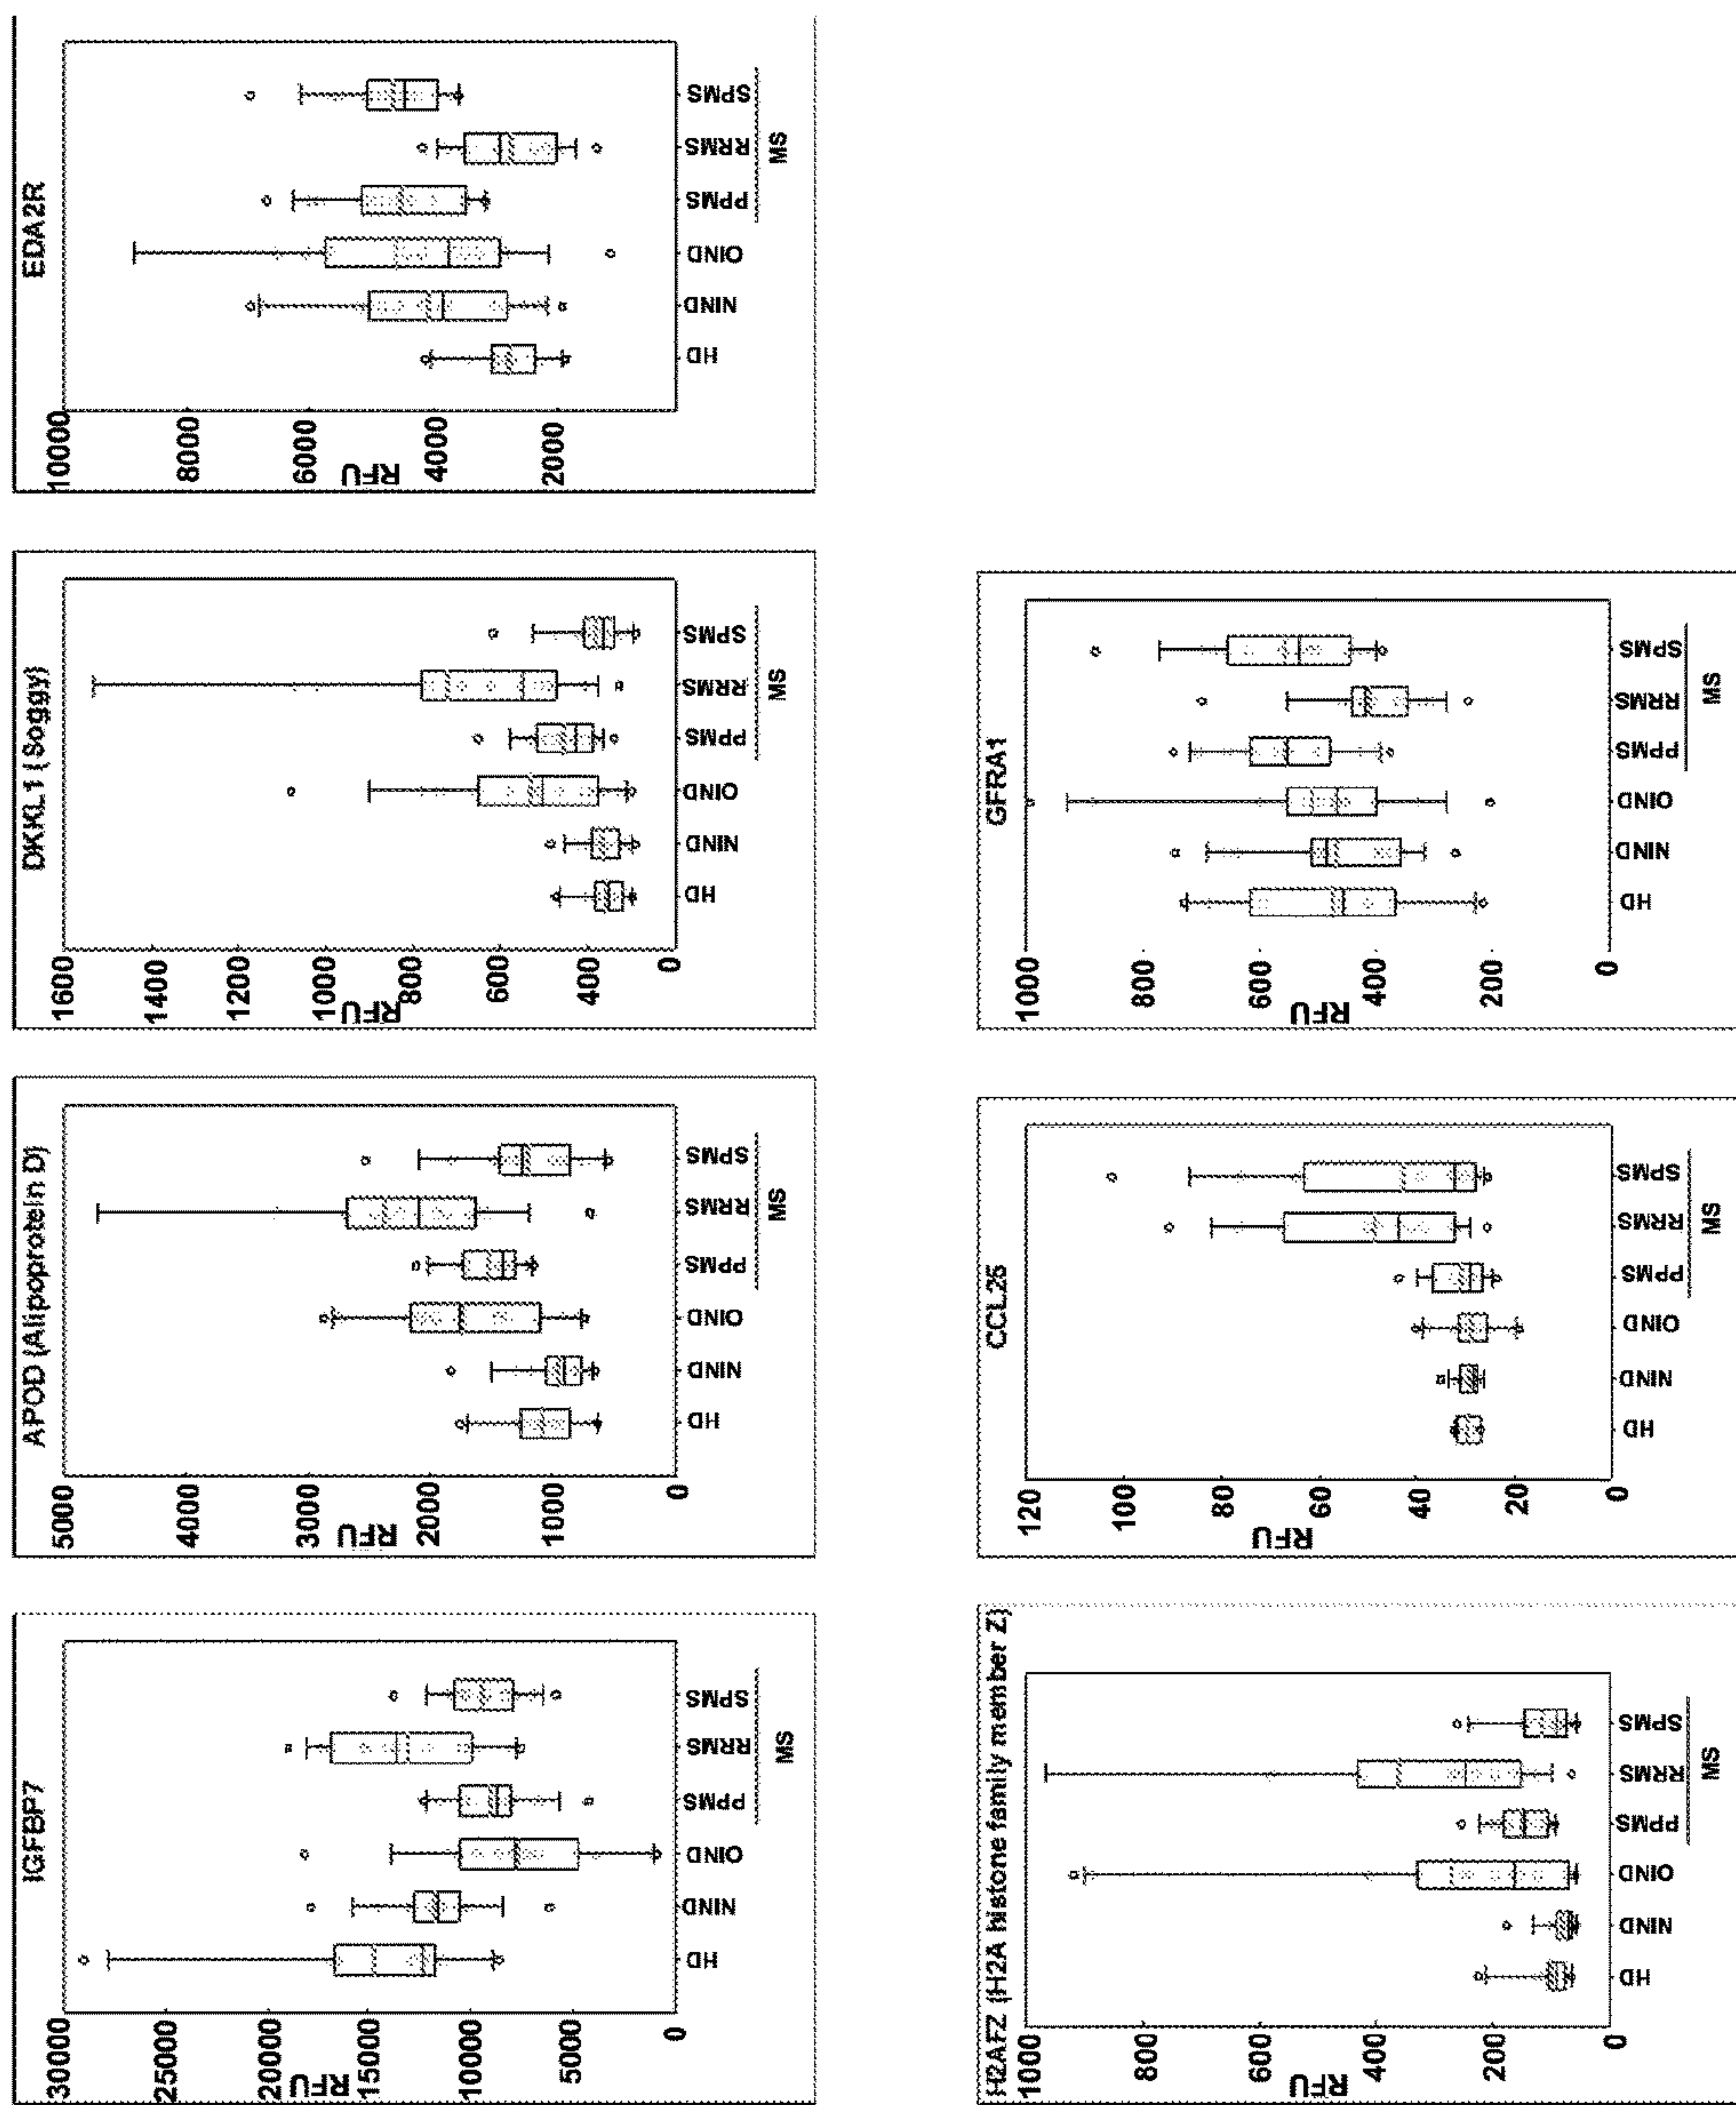 IGFBP7
30000
25000
20000
15000
10000
5000
0
RFU
HD NIND OIND PPMS RRMS SPMS
MS
APOD (Alipoprotein D)
5000
4000
3000
2000
1000
0
RFU
HD NIND OIND PPMS RRMS SPMS
MS
DKKL1 (Soggy)
1600
1400
1200
1000
800
600
400
0
RFU
HD NIND OIND PPMS RRMS SPMS
MS
EDA2R
10000
8000
6000
4000
2000
RFU
HD NIND OIND PPMS RRMS SPMS
MS
H2AFZ (H2A histone family member Z)
1000
800
600
400
200
0
RFU
HD NIND OIND PPMS RRMS SPMS
MS
CCL25
120
100
80
60
40
20
0
RFU
HD NIND OIND PPMS RRMS SPMS
MS
GFRA1
1000
800
600
400
200
0
RFU
HD NIND OIND PPMS RRMS SPMS
MS